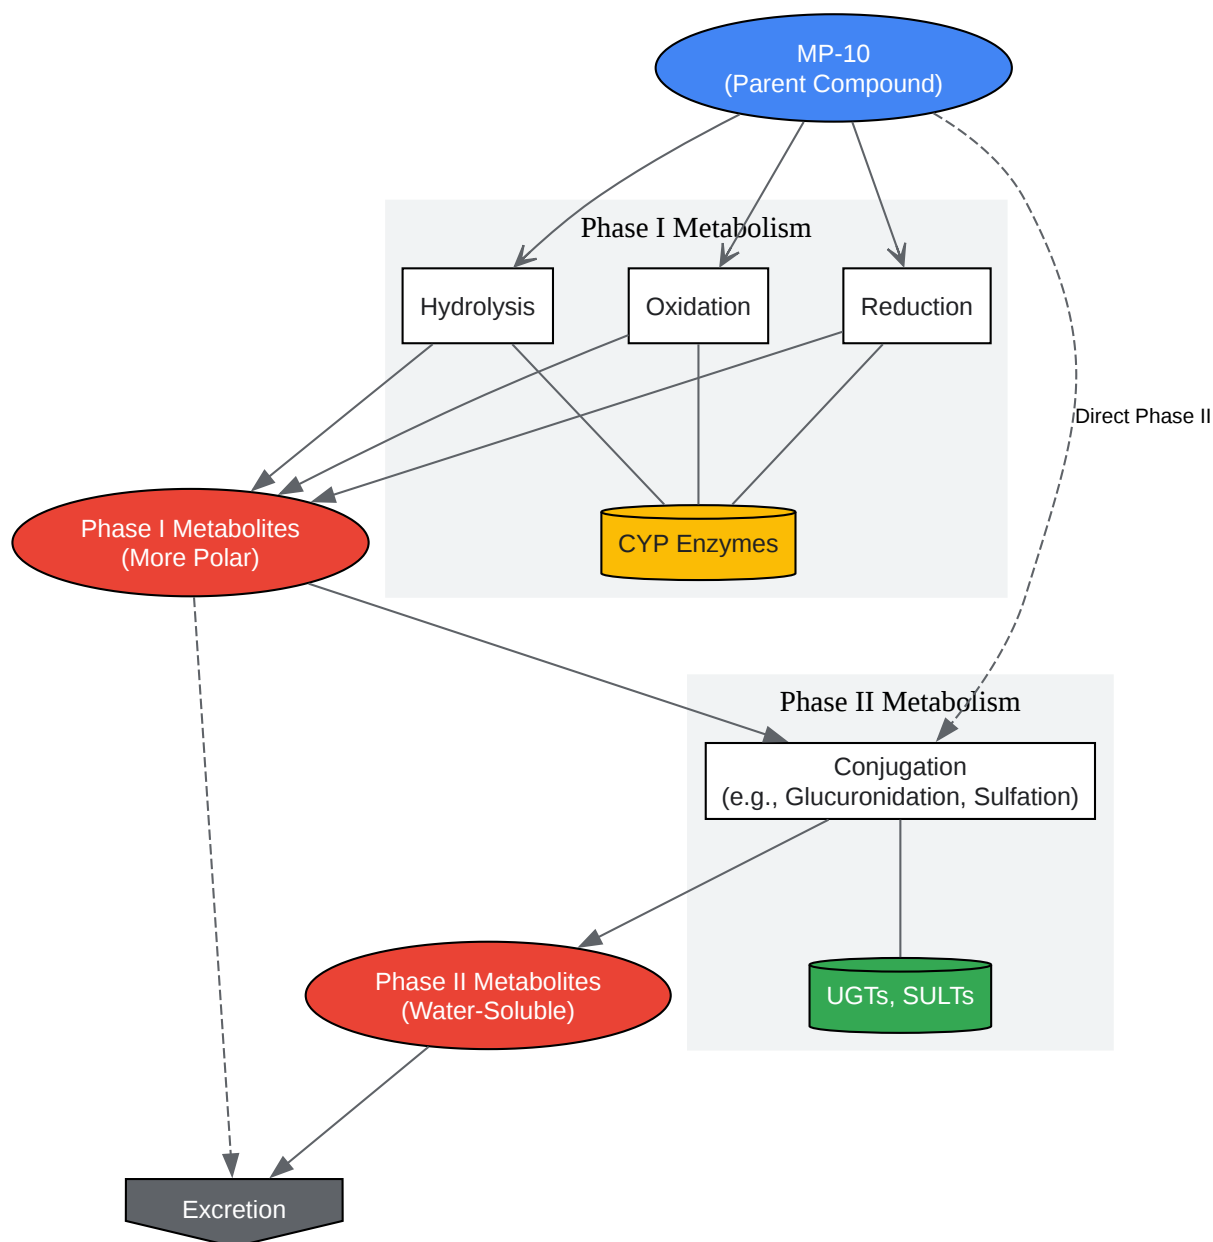 MP-10
(Parent Compound)
Phase I Metabolism
Hydrolysis
Oxidation
Reduction
Direct Phase II
Phase I Metabolites
(More Polar)
CYP Enzymes
Phase II Metabolism
Conjugation
(e.g., Glucuronidation, Sulfation)
Phase II Metabolites
(Water-Soluble)
UGTs, SULTs
Excretion